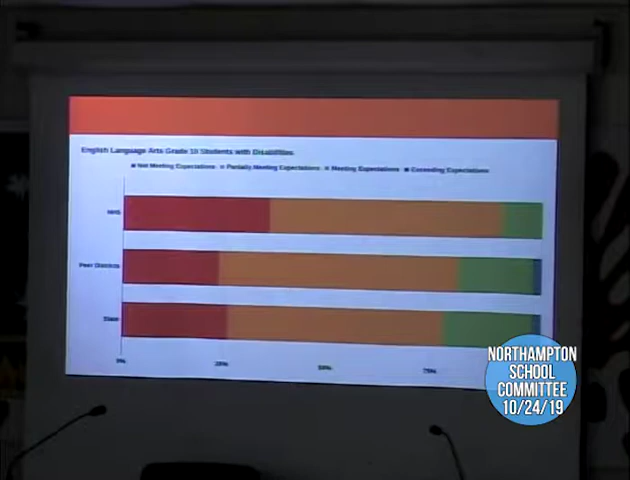 English Language Arts Grade 10 Students with Disabilities
Not Meeting Expectations Partially Meeting Expectations Meeting Expectations Exceeding Expectations
NHS
Peer Districts
State
0% 25% 50% 75%
NORTHAMPTON
SCHOOL
COMMITTEE
10/24/19